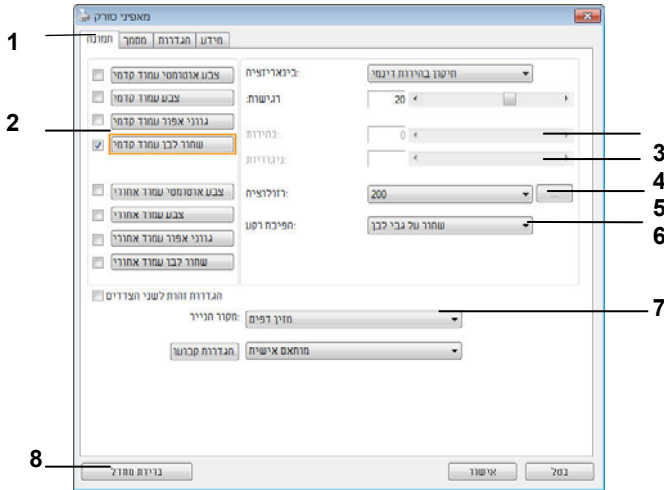 מאפיני סורק
1
תמונה מסמך הגדרות מידע
צבע אוטומטי עמוד קדמי
צבע עמוד קדמי
2
גווני אפור עמוד קדמי
שחור לבן עמוד קדמי
צבע אוטומטי עמוד אחורי
צבע עמוד אחורי
גווני אפור עמוד אחורי
שחור לבן עמוד אחורי
בינאריזציה: תיקון בהירות דינמי
רגישות: 20
בהירות: 0
ניגודיות:
3
רזולוציה: 200 ...
4
5
הפיכת רקע: שחור על גבי לבן
6
הגדרות זהות לשני הצדדים
מקור הנייר: מזין דפים
7
הגדרות קבוצה מותאם אישית
8
ברירת מחדל אישור בטל